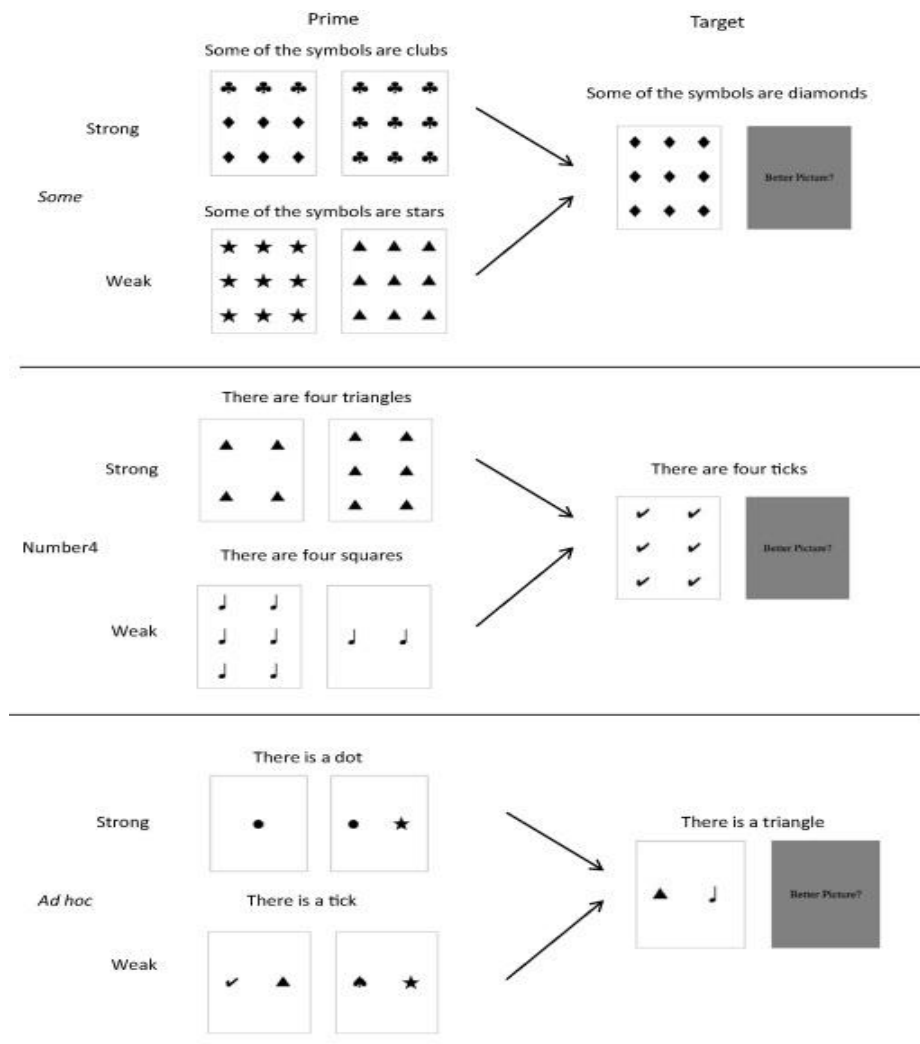 Prime
Target
Some of the symbols are clubs
Strong
Some of the symbols are diamonds
Better Picture?
Some
Some of the symbols are stars
Weak
There are four triangles
Strong
There are four ticks
Better Picture?
Number4
There are four squares
Weak
There is a dot
Strong
There is a triangle
Better Picture?
Ad hoc
There is a tick
Weak